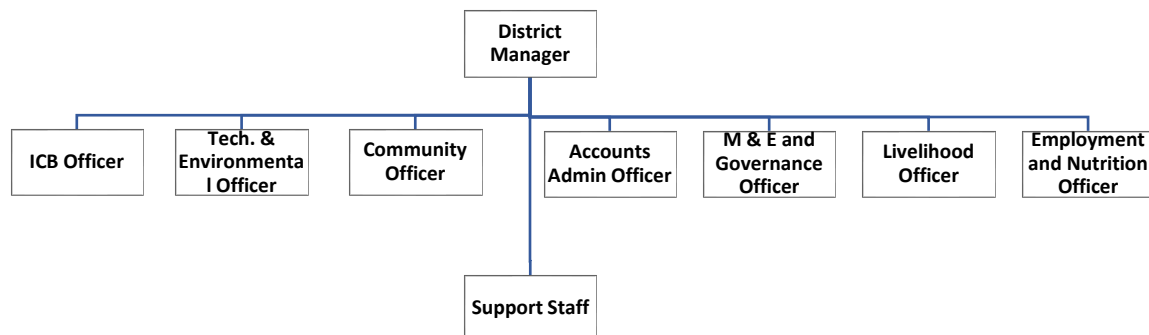 District
Manager
ICB Officer
Tech. &
Environmenta
l Officer
Community
Officer
Accounts
Admin Officer
M & E and
Governance
Officer
Livelihood
Officer
Employment
and Nutrition
Officer
Support Staff